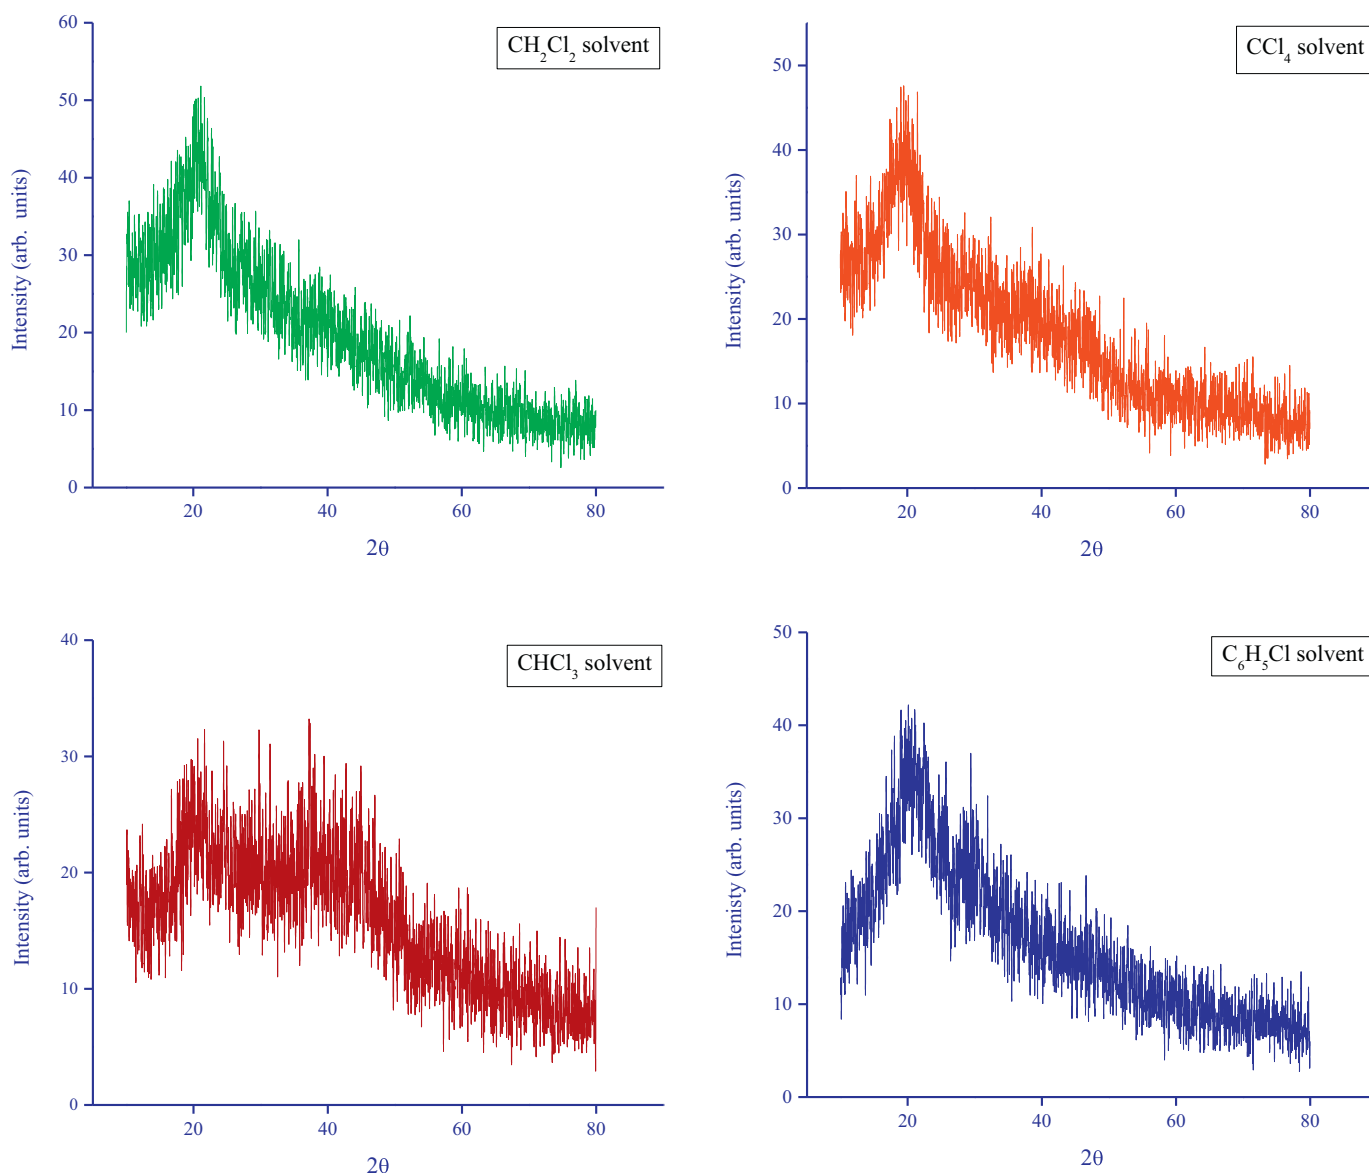 60
50
40
30
20
10
0
20 40 60 80
Intensity (arb. units)
2θ
CH₂Cl₂ solvent
50
40
30
20
10
0
20 40 60 80
Intensity (arb. units)
2θ
CCl₄ solvent
40
30
20
10
0
20 40 60 80
Intensity (arb. units)
2θ
CHCl₃ solvent
50
40
30
20
10
0
20 40 60 80
Intenisty (arb. units)
2θ
C₆H₅Cl solvent